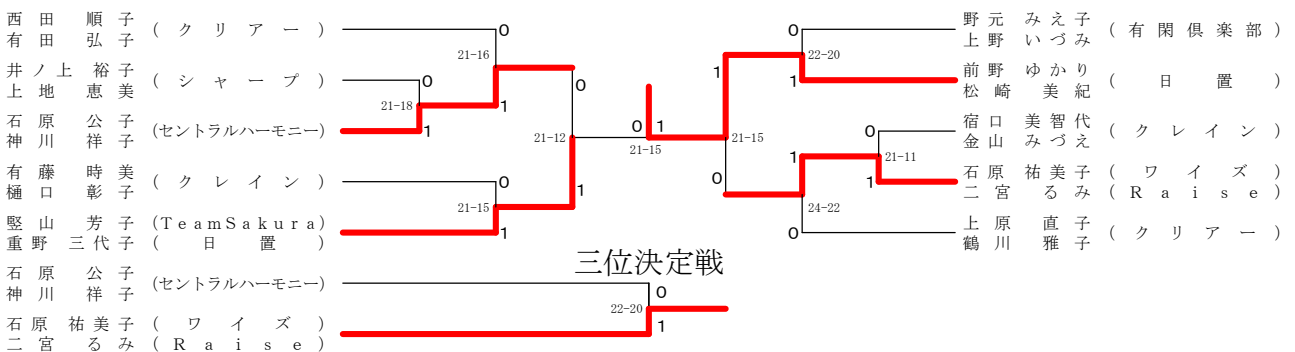 西田 順子 (クリアー)
有田 弘子
0
21-16
井ノ上 裕子 (シャープ)
上地 恵美
0
21-18
1
1
石原 公子 (セントラルハーモニー)
神川 祥子
0
21-12
1
有藤 時美 (クレイン)
樋口 彰子
0
21-15
1
堅山 芳子 (TeamSakura)
重野 三代子 (日置)
0 1
21-15
野元 みえ子 (有閑倶楽部)
上野 いづみ
0
22-20
1
前野 ゆかり (日置)
松崎 美紀
1
21-15
0
宿口 美智代 (クレイン)
金山 みづえ
0
21-11
1
1
石原 祐美子 (ワイズ)
二宮 るみ (Raise)
24-22
0
上原 直子 (クリアー)
鶴川 雅子
三位決定戦
石原 公子 (セントラルハーモニー)
神川 祥子
0
22-20
1
石原 祐美子 (ワイズ)
二宮 るみ (Raise)